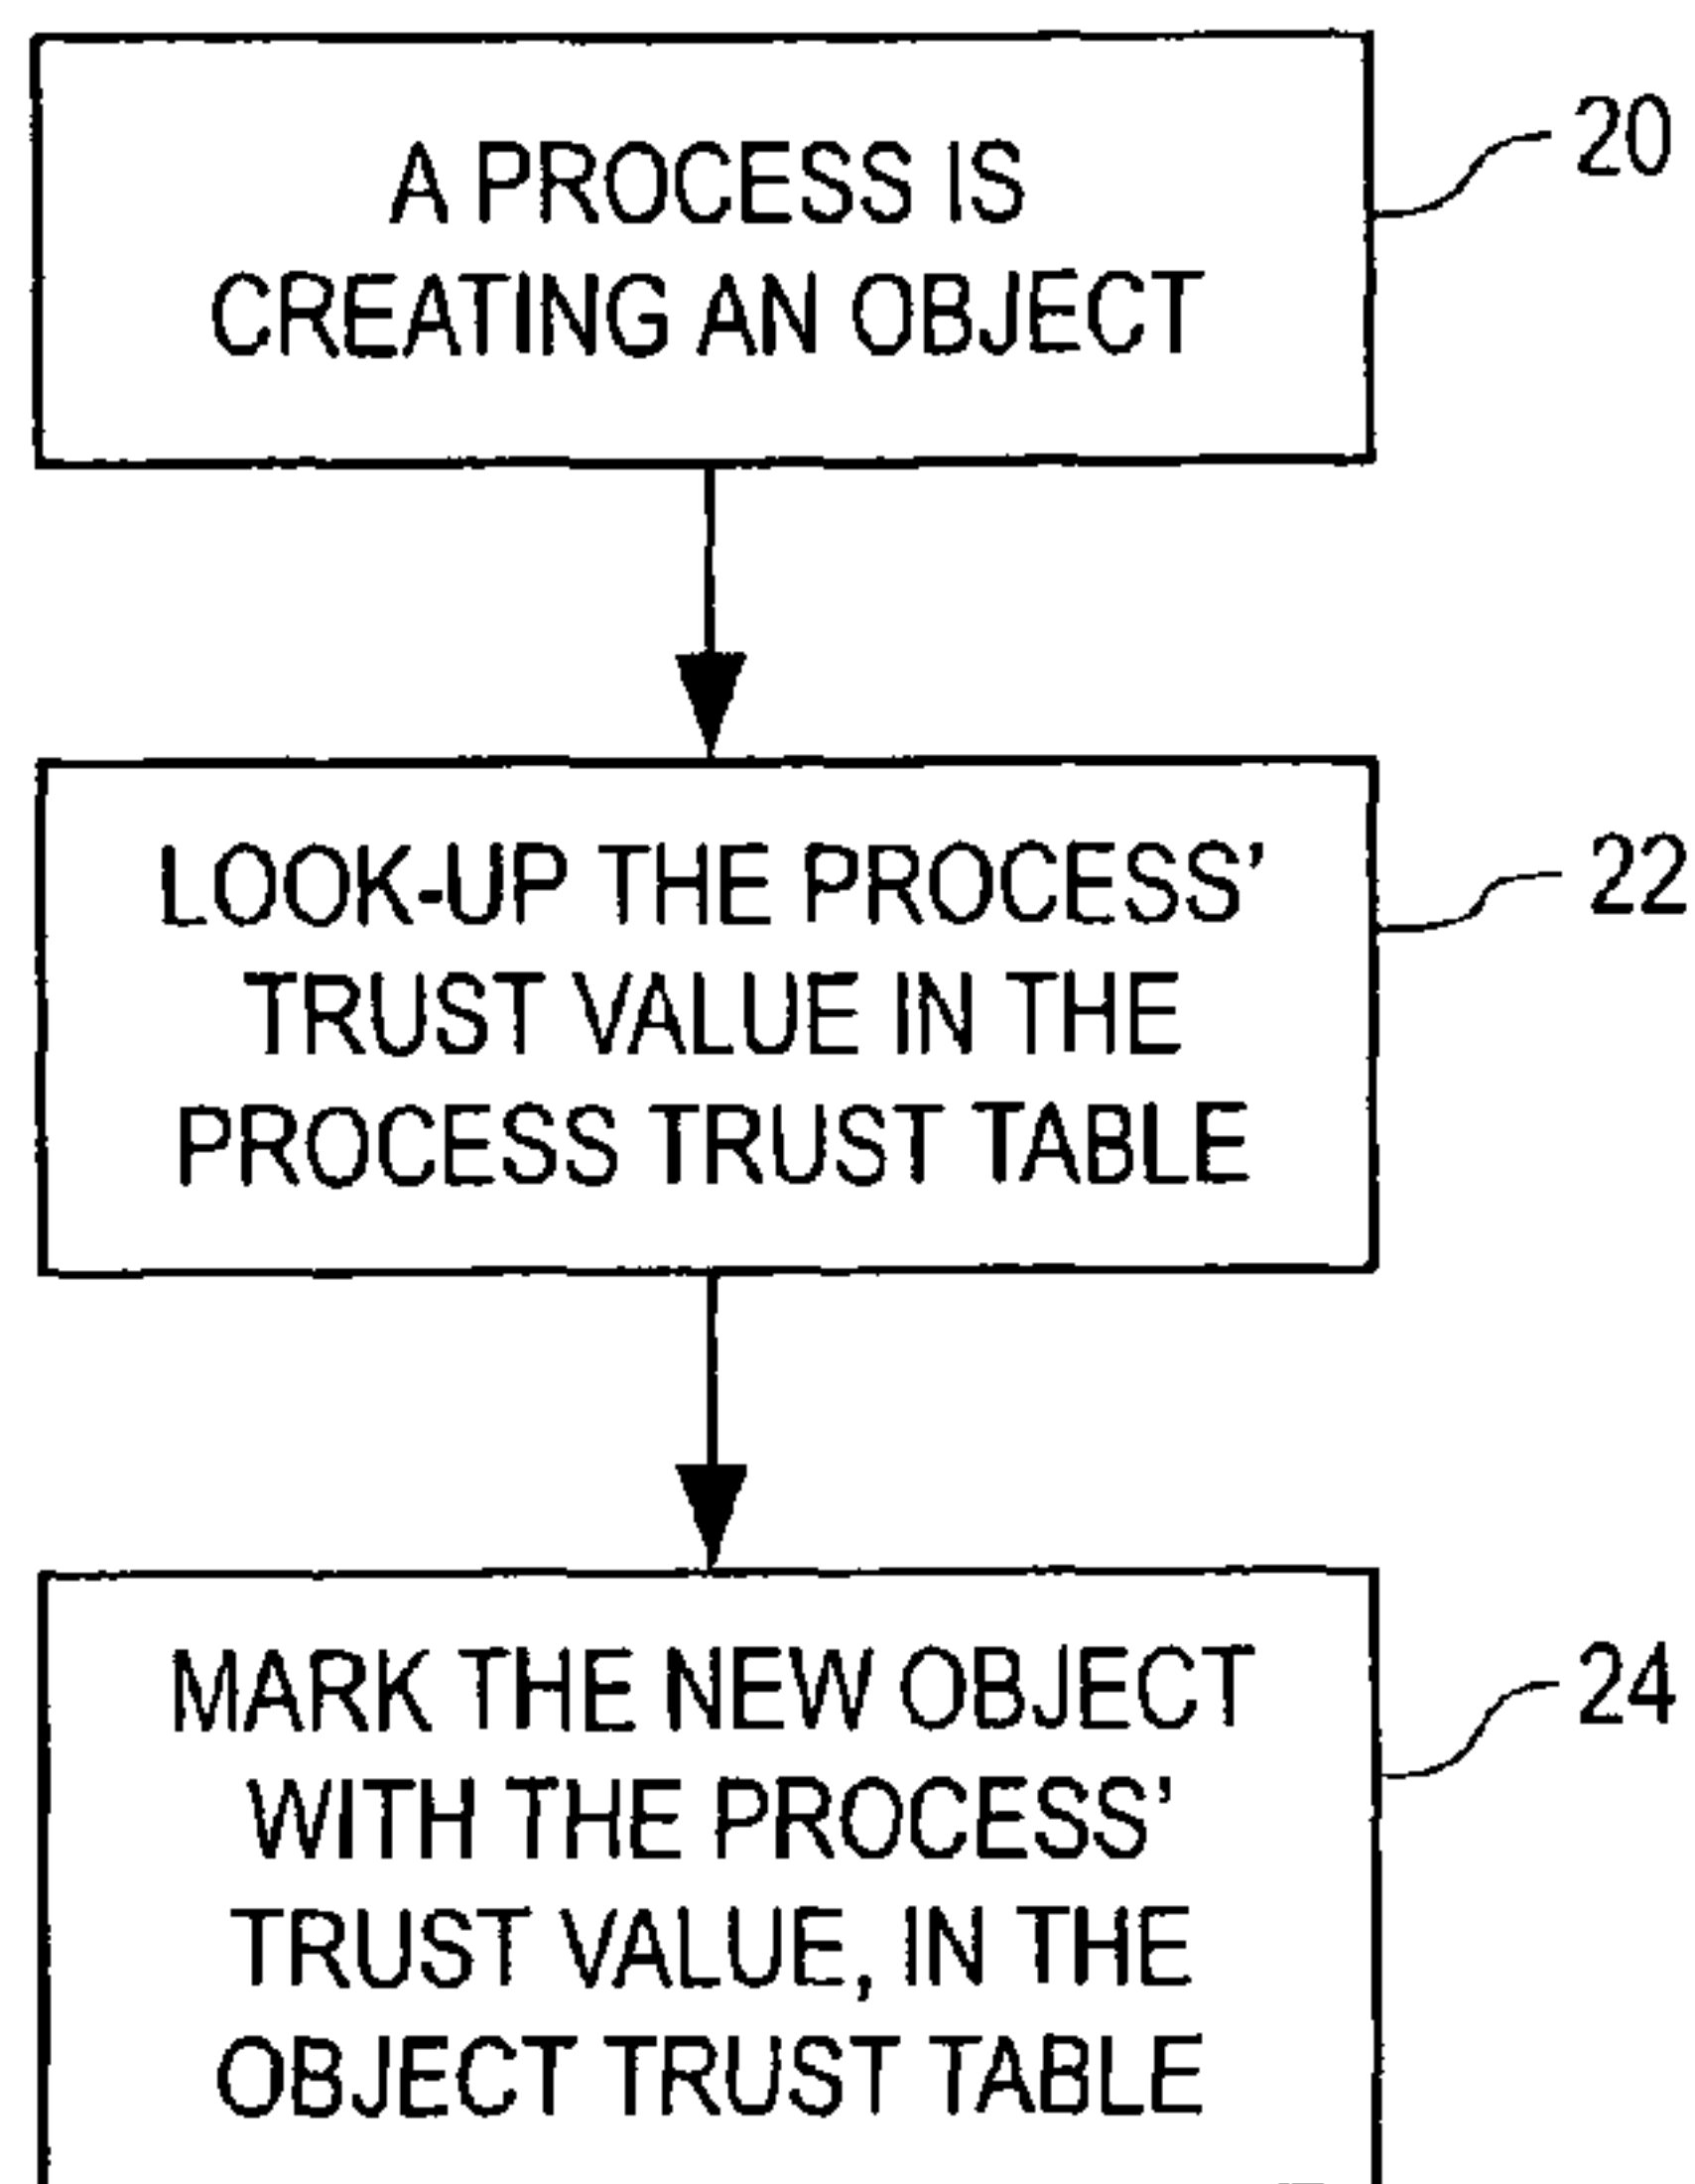 A PROCESS IS
CREATING AN OBJECT
20
LOOK-UP THE PROCESS’
TRUST VALUE IN THE
PROCESS TRUST TABLE
22
MARK THE NEW OBJECT
WITH THE PROCESS’
TRUST VALUE, IN THE
OBJECT TRUST TABLE
24